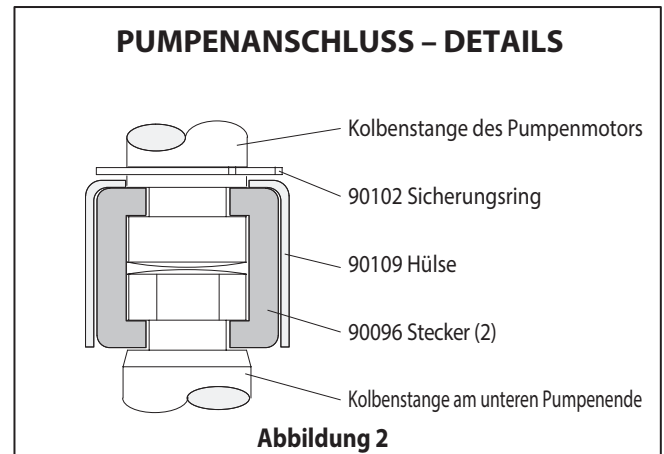 PUMPENANSCHLUSS – DETAILS
Kolbenstange des Pumpenmotors
90102 Sicherungsring
90109 Hülse
90096 Stecker (2)
Kolbenstange am unteren Pumpenende
Abbildung 2